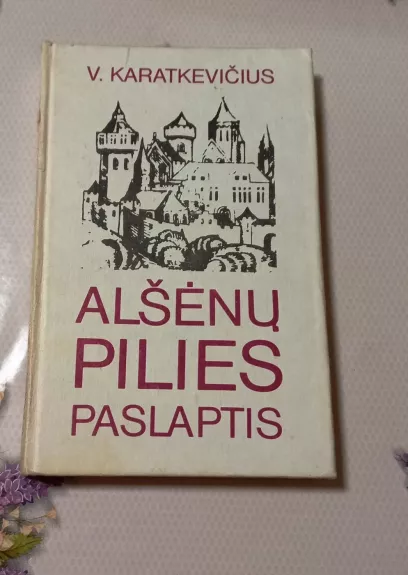 V. KARATKEVIČIUS
ALŠĖNŲ
PILIES
PASLAPTIS